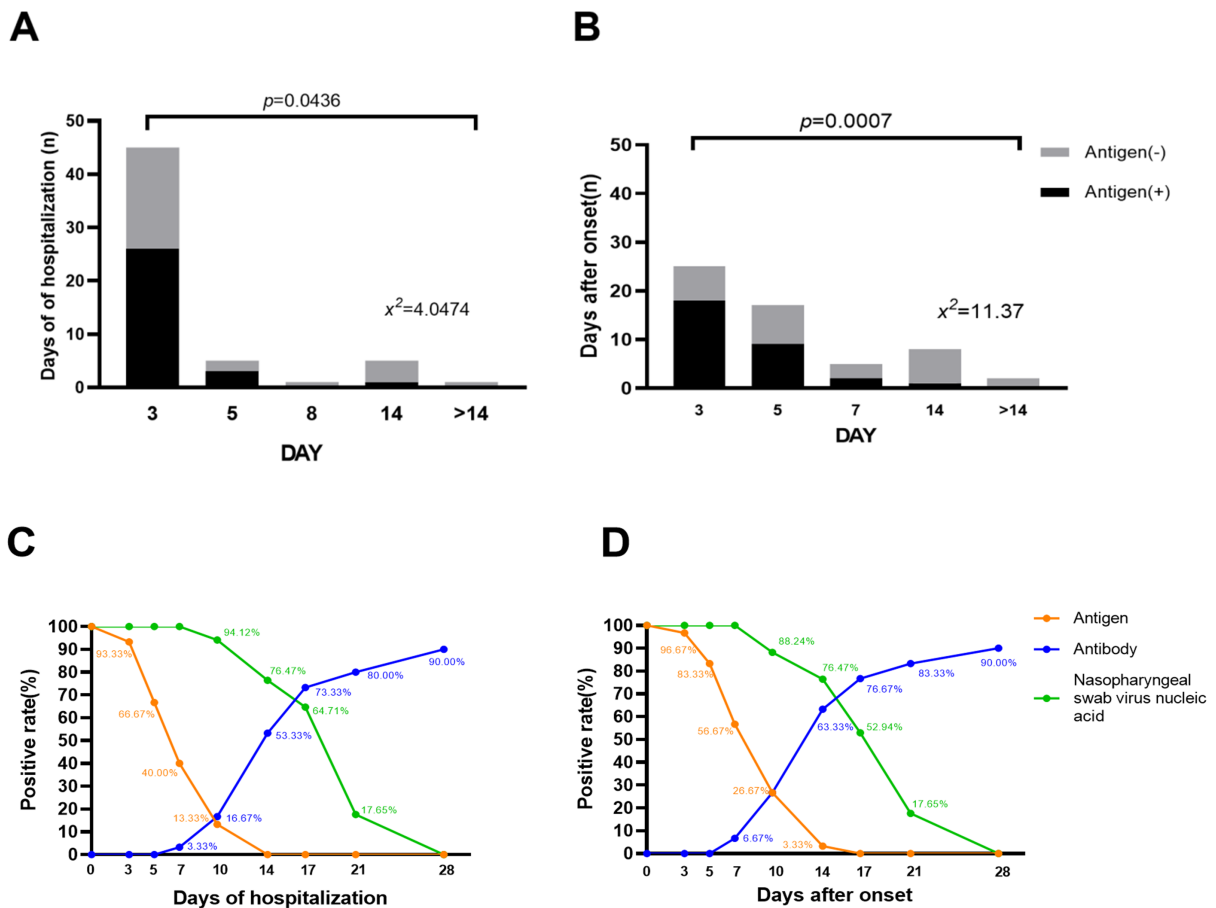 A
p=0.0436
Days of of hospitalization (n)
50
40
30
20
10
0
x²=4.0474
3 5 8 14 >14
DAY
B
p=0.0007
Days after onset(n)
50
40
30
20
10
0
x²=11.37
3 5 7 14 >14
DAY
Antigen(-)
Antigen(+)
C
Positive rate(%)
100
90
80
70
60
50
40
30
20
10
0
93.33%
66.67%
40.00%
13.33%
94.12%
76.47%
64.71%
17.65%
3.33%
16.67%
53.33%
73.33%
80.00%
90.00%
0 3 5 7 10 14 17 21 28
Days of hospitalization
D
Positive rate(%)
100
90
80
70
60
50
40
30
20
10
0
96.67%
83.33%
56.67%
26.67%
3.33%
88.24%
76.47%
52.94%
17.65%
6.67%
63.33%
76.67%
83.33%
90.00%
0 3 5 7 10 14 17 21 28
Days after onset
Antigen
Antibody
Nasopharyngeal
swab virus nucleic
acid